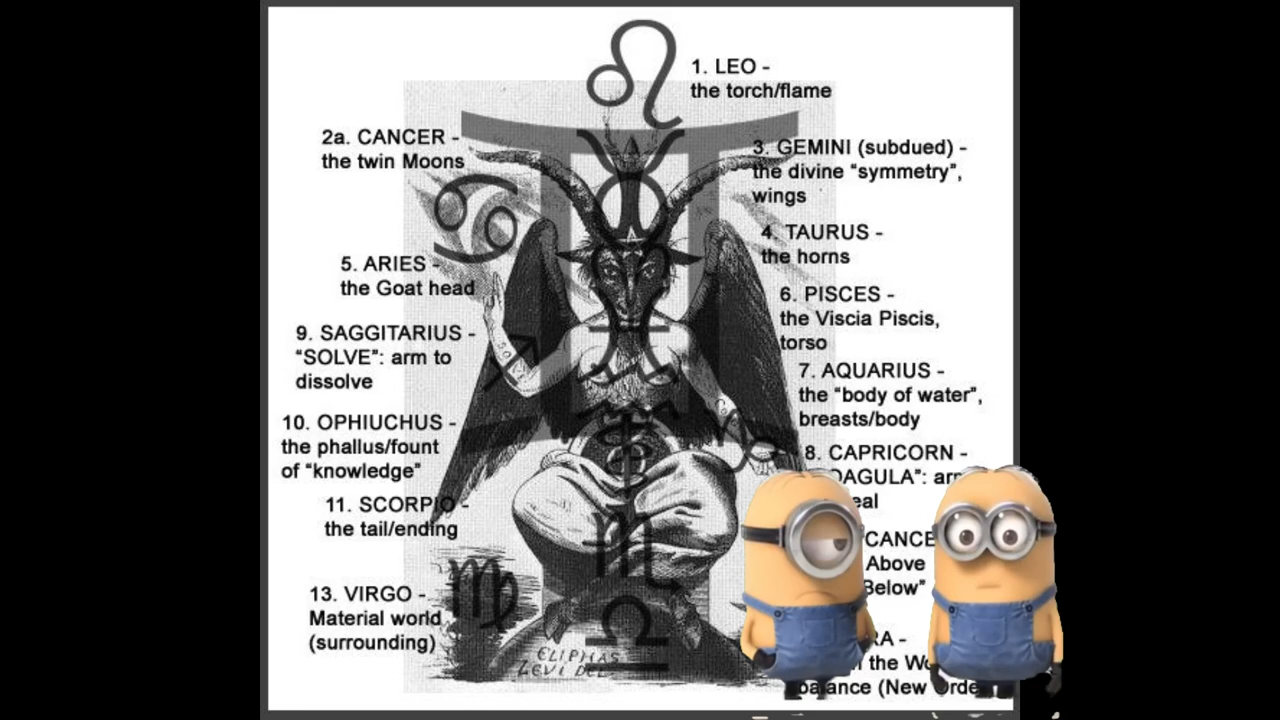 1. LEO -
the torch/flame
2a. CANCER -
the twin Moons
3. GEMINI (subdued) -
the divine “symmetry”,
wings
4. TAURUS -
the horns
5. ARIES -
the Goat head
6. PISCES -
the Viscia Piscis,
torso
9. SAGGITARIUS -
“SOLVE”: arm to
dissolve
7. AQUARIUS -
the “body of water”,
breasts/body
10. OPHIUCHUS -
the phallus/fount
of “knowledge”
8. CAPRICORN -
11. SCORPIO -
the tail/ending
Above
Below”
13. VIRGO -
Material world
(surrounding)
the
balance (New
ELIPHAS
LEVI DEL